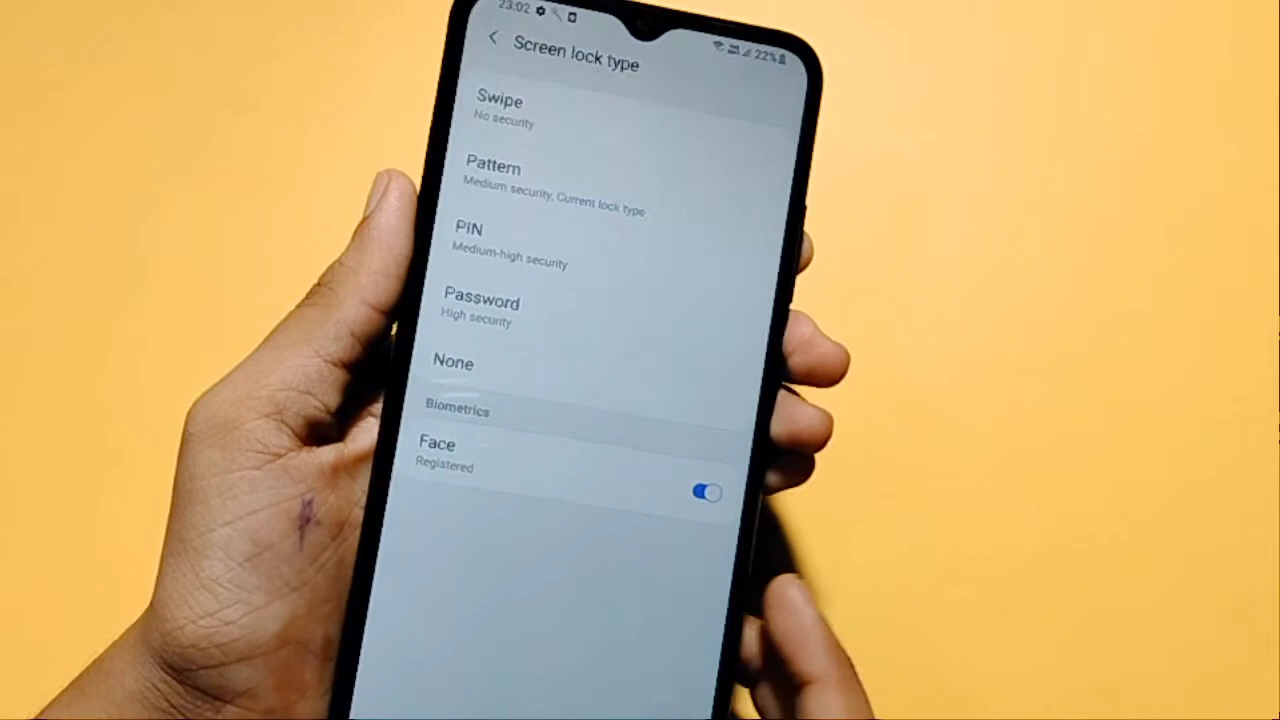 23:02
22%
Screen lock type
Swipe
No security
Pattern
Medium security, Current lock type
PIN
Medium-high security
Password
High security
None
Biometrics
Face
Registered